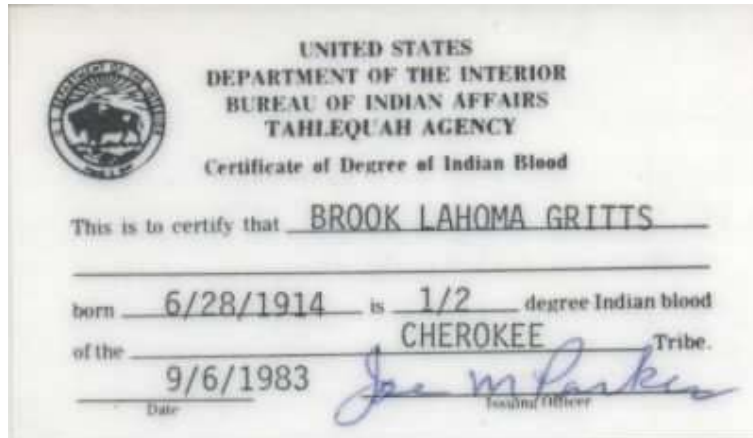 UNITED STATES
DEPARTMENT OF THE INTERIOR
BUREAU OF INDIAN AFFAIRS
TAHLEQUAH AGENCY
Certificate of Degree of Indian Blood
This is to certify that BROOK LAHOMA GRITTS
born 6/28/1914 is 1/2 degree Indian blood
of the CHEROKEE Tribe.
9/6/1983 Joe M Parker
Date Issuing Officer